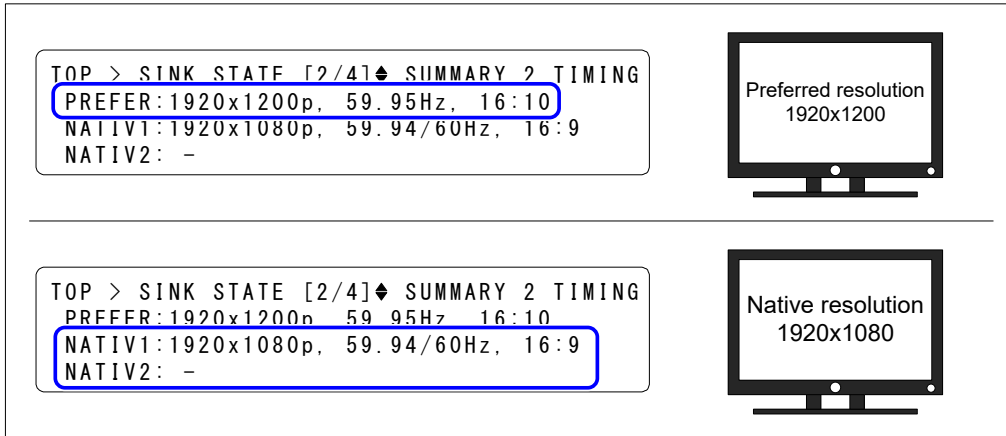 TOP > SINK STATE [2/4]♦ SUMMARY 2 TIMING
PREFER:1920x1200p, 59.95Hz, 16:10
NATIV1:1920x1080p, 59.94/60Hz, 16:9
NATIV2: –
Preferred resolution
1920x1200
TOP > SINK STATE [2/4]♦ SUMMARY 2 TIMING
PREFER:1920x1200p, 59.95Hz, 16:10
NATIV1:1920x1080p, 59.94/60Hz, 16:9
NATIV2: –
Native resolution
1920x1080